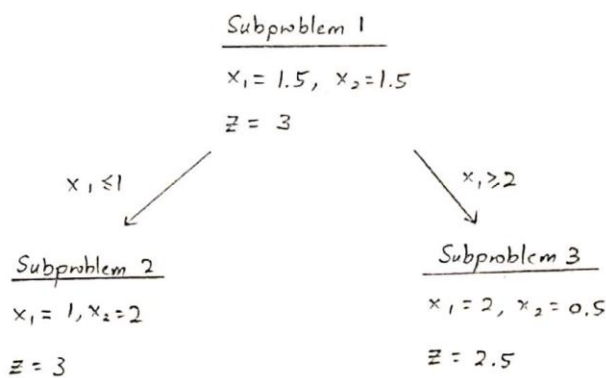 Subproblem 1
x₁ = 1.5, x₂ = 1.5
Z = 3
x₁ ≤ 1
x₁ ≥ 2
Subproblem 2
x₁ = 1, x₂ = 2
Z = 3
Subproblem 3
x₁ = 2, x₂ = 0.5
Z = 2.5